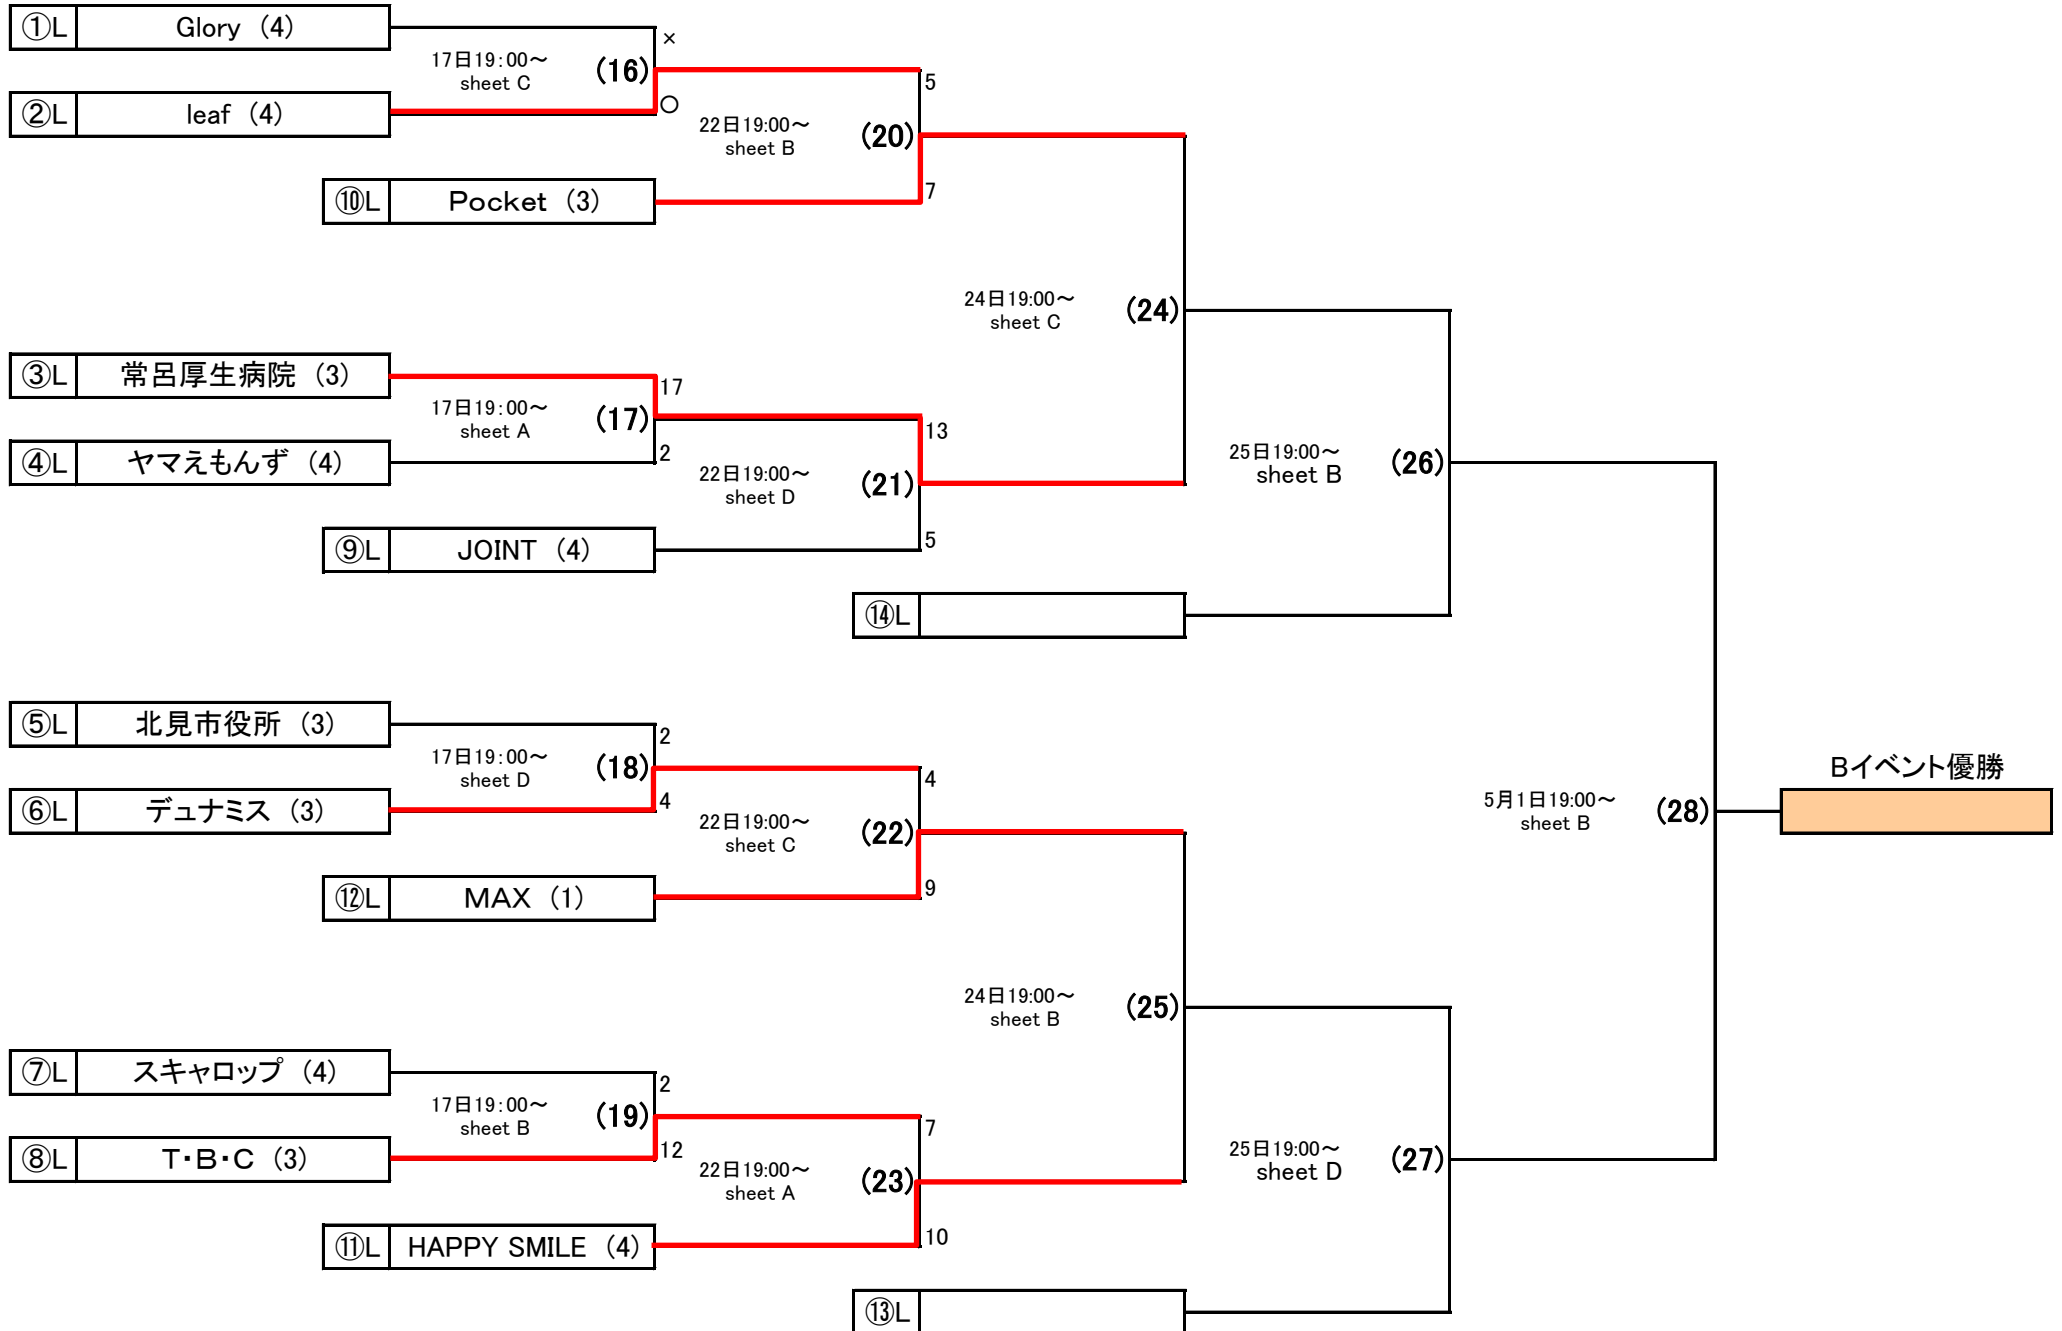 ①L Glory (4)
×
17日19:00～
sheet C
(16)
5
②L leaf (4)
○
22日19:00～
sheet B
(20)
⑩L Pocket (3)
7
24日19:00～
sheet C
(24)
③L 常呂厚生病院 (3)
17
17日19:00～
sheet A
(17)
13
④L ヤマえもんず (4)
2
22日19:00～
sheet D
(21)
25日19:00～
sheet B
(26)
⑨L JOINT (4)
5
⑭L
⑤L 北見市役所 (3)
2
17日19:00～
sheet D
(18)
4
⑥L デュナミス (3)
4
22日19:00～
sheet C
(22)
Bイベント優勝
5月1日19:00～
sheet B
(28)
⑫L MAX (1)
9
24日19:00～
sheet B
(25)
⑦L スキャロップ (4)
2
17日19:00～
sheet B
(19)
7
⑧L T・B・C (3)
12
22日19:00～
sheet A
(23)
25日19:00～
sheet D
(27)
⑪L HAPPY SMILE (4)
10
⑬L